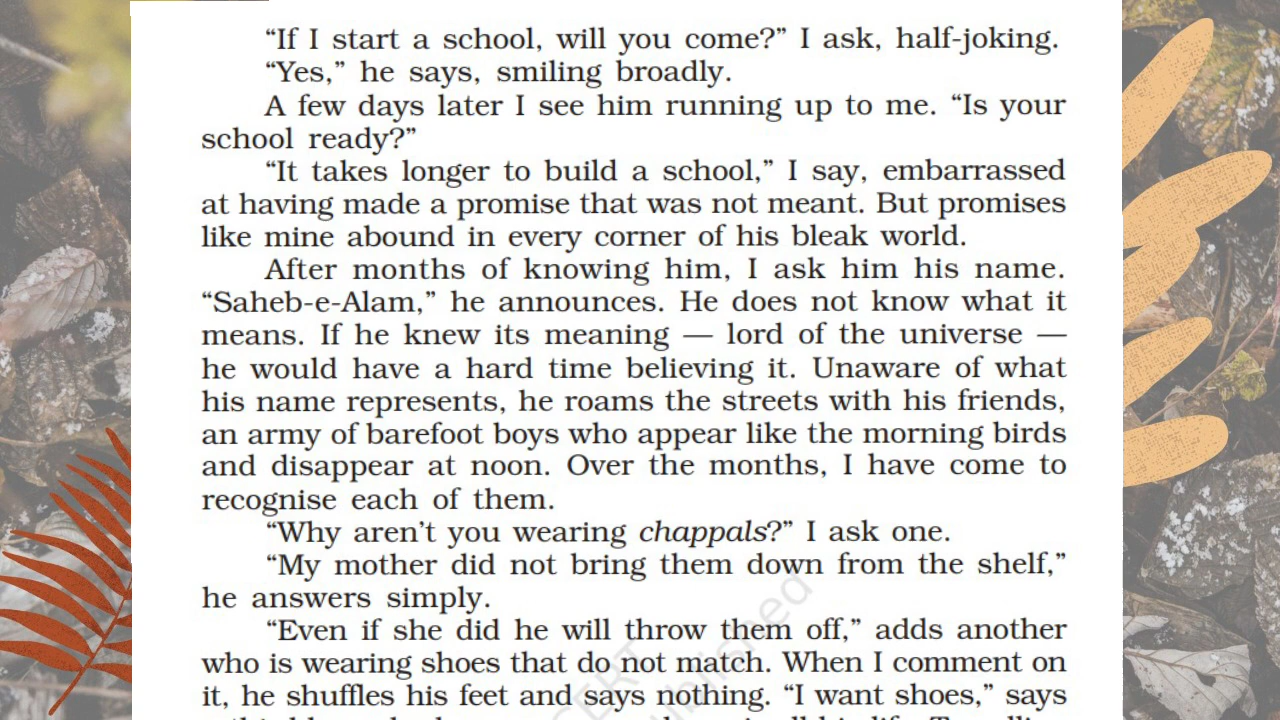 “If I start a school, will you come?” I ask, half-joking.
“Yes,” he says, smiling broadly.
A few days later I see him running up to me. “Is your
school ready?”
“It takes longer to build a school,” I say, embarrassed
at having made a promise that was not meant. But promises
like mine abound in every corner of his bleak world.
After months of knowing him, I ask him his name.
“Saheb-e-Alam,” he announces. He does not know what it
means. If he knew its meaning — lord of the universe —
he would have a hard time believing it. Unaware of what
his name represents, he roams the streets with his friends,
an army of barefoot boys who appear like the morning birds
and disappear at noon. Over the months, I have come to
recognise each of them.
“Why aren’t you wearing chappals?” I ask one.
“My mother did not bring them down from the shelf,”
he answers simply.
“Even if she did he will throw them off,” adds another
who is wearing shoes that do not match. When I comment on
it, he shuffles his feet and says nothing. “I want shoes,” says